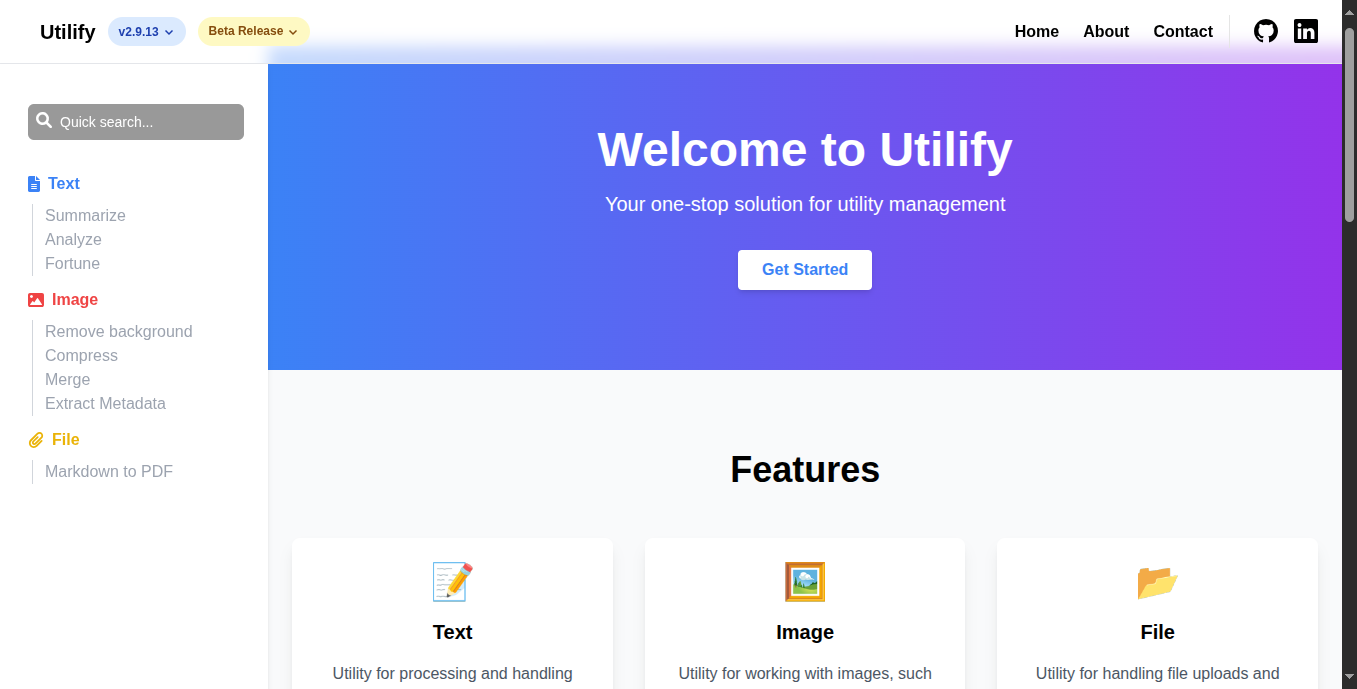 Utilify v2.9.13 Beta Release Home About Contact
Quick search...
Text
Summarize
Analyze
Fortune
Image
Remove background
Compress
Merge
Extract Metadata
File
Markdown to PDF
Welcome to Utilify
Your one-stop solution for utility management
Get Started
Features
Text
Utility for processing and handling
Image
Utility for working with images, such
File
Utility for handling file uploads and